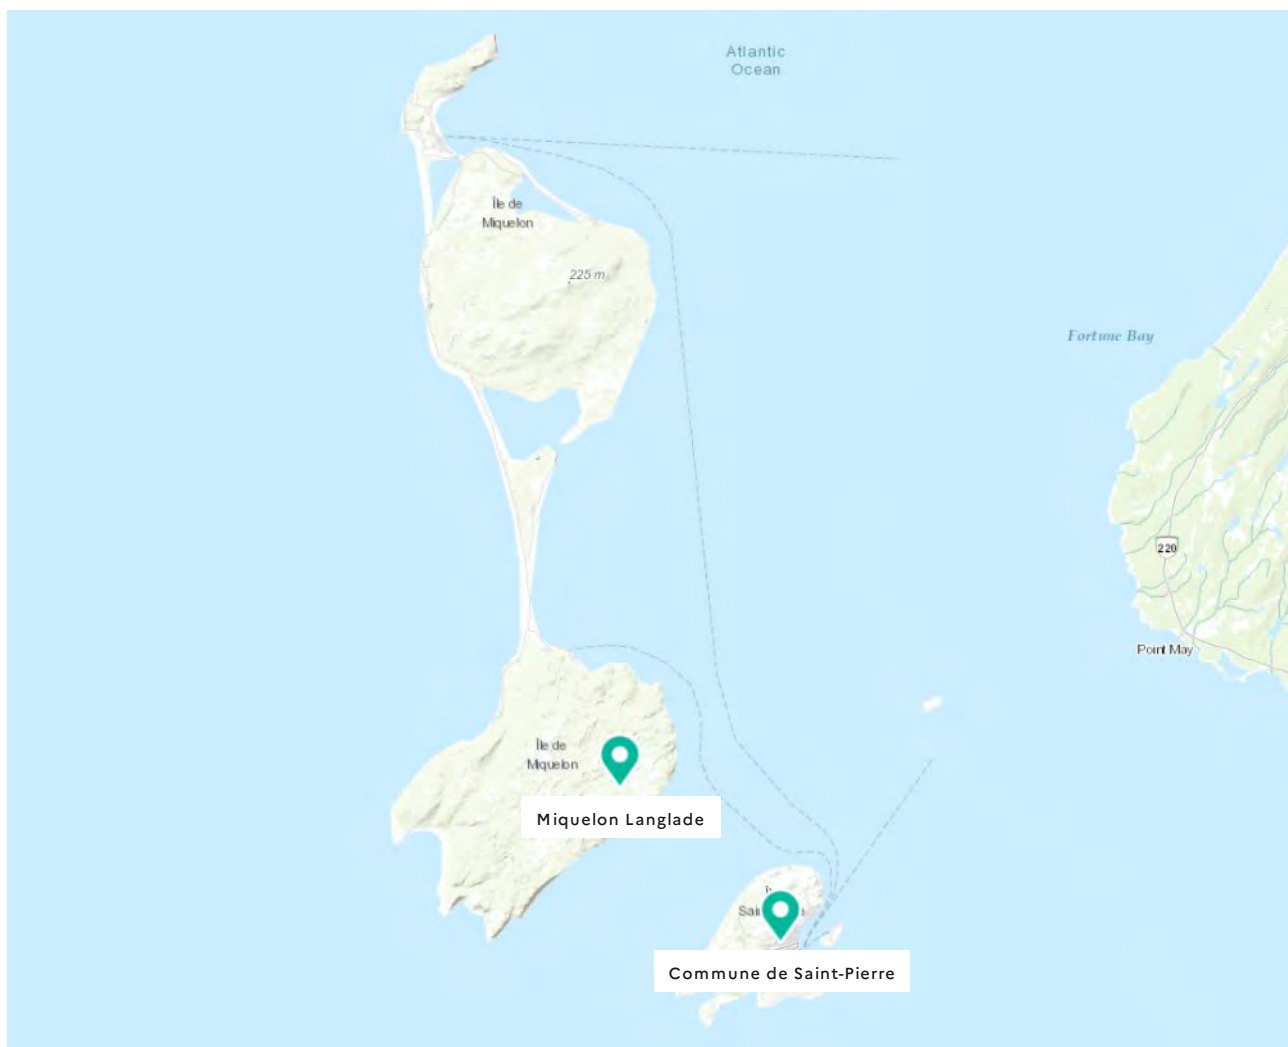 Atlantic
Ocean
Île de
Miquelon
225 m
Fortune Bay
220
Point May
Île de
Miquelon
Miquelon Langlade
Commune de Saint-Pierre